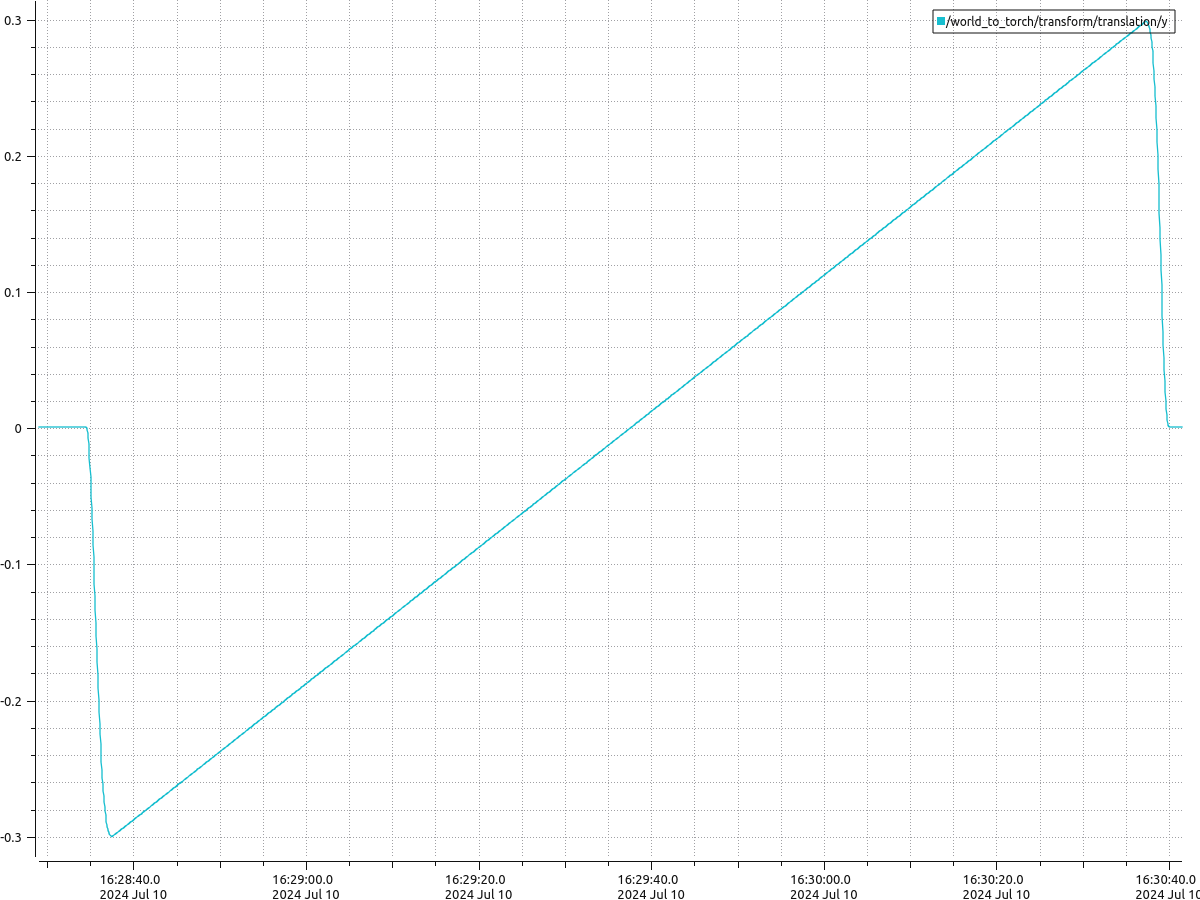 /world_to_torch/transform/translation/y
0.3
0.2
0.1
0
-0.1
-0.2
-0.3
16:28:40.0
2024 Jul 10
16:29:00.0
2024 Jul 10
16:29:20.0
2024 Jul 10
16:29:40.0
2024 Jul 10
16:30:00.0
2024 Jul 10
16:30:20.0
2024 Jul 10
16:30:40.0
2024 Jul 10